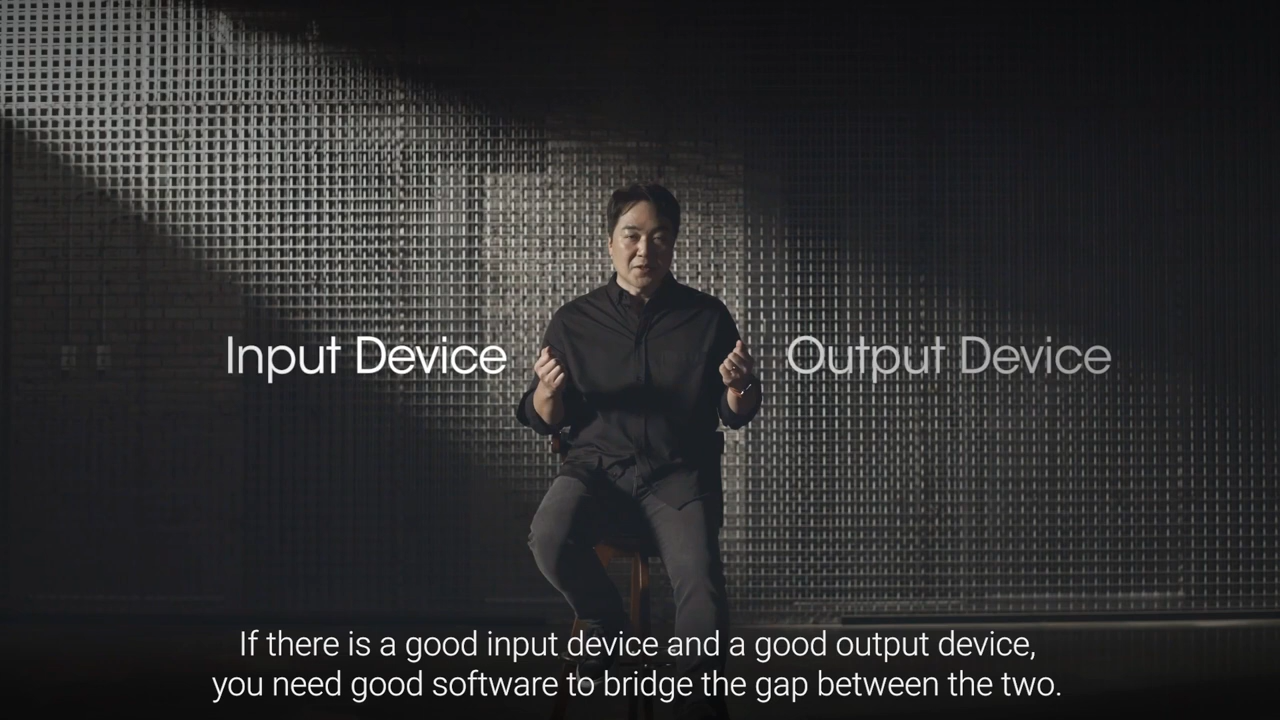 Input Device
Output Device
If there is a good input device and a good output device,
you need good software to bridge the gap between the two.